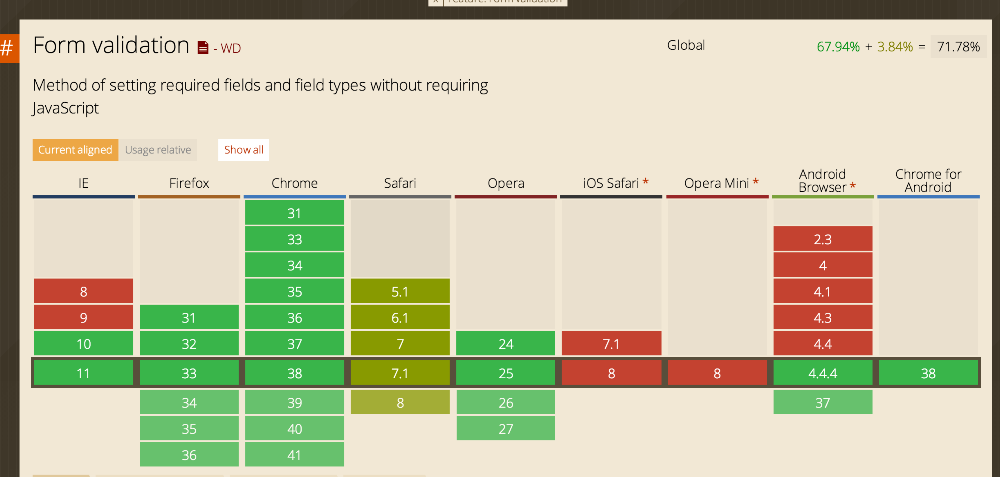 x Feature: Form validation
#
Form validation - WD
Global
67.94% + 3.84% = 71.78%
Method of setting required fields and field types without requiring
JavaScript
Current aligned Usage relative Show all
IE Firefox Chrome Safari Opera iOS Safari * Opera Mini * Android Browser * Chrome for Android
31
33 2.3
34 4
8 35 5.1 4.1
9 31 36 6.1 4.3
10 32 37 7 24 7.1 4.4
11 33 38 7.1 25 8 8 4.4.4 38
34 39 8 26 37
35 40 27
36 41